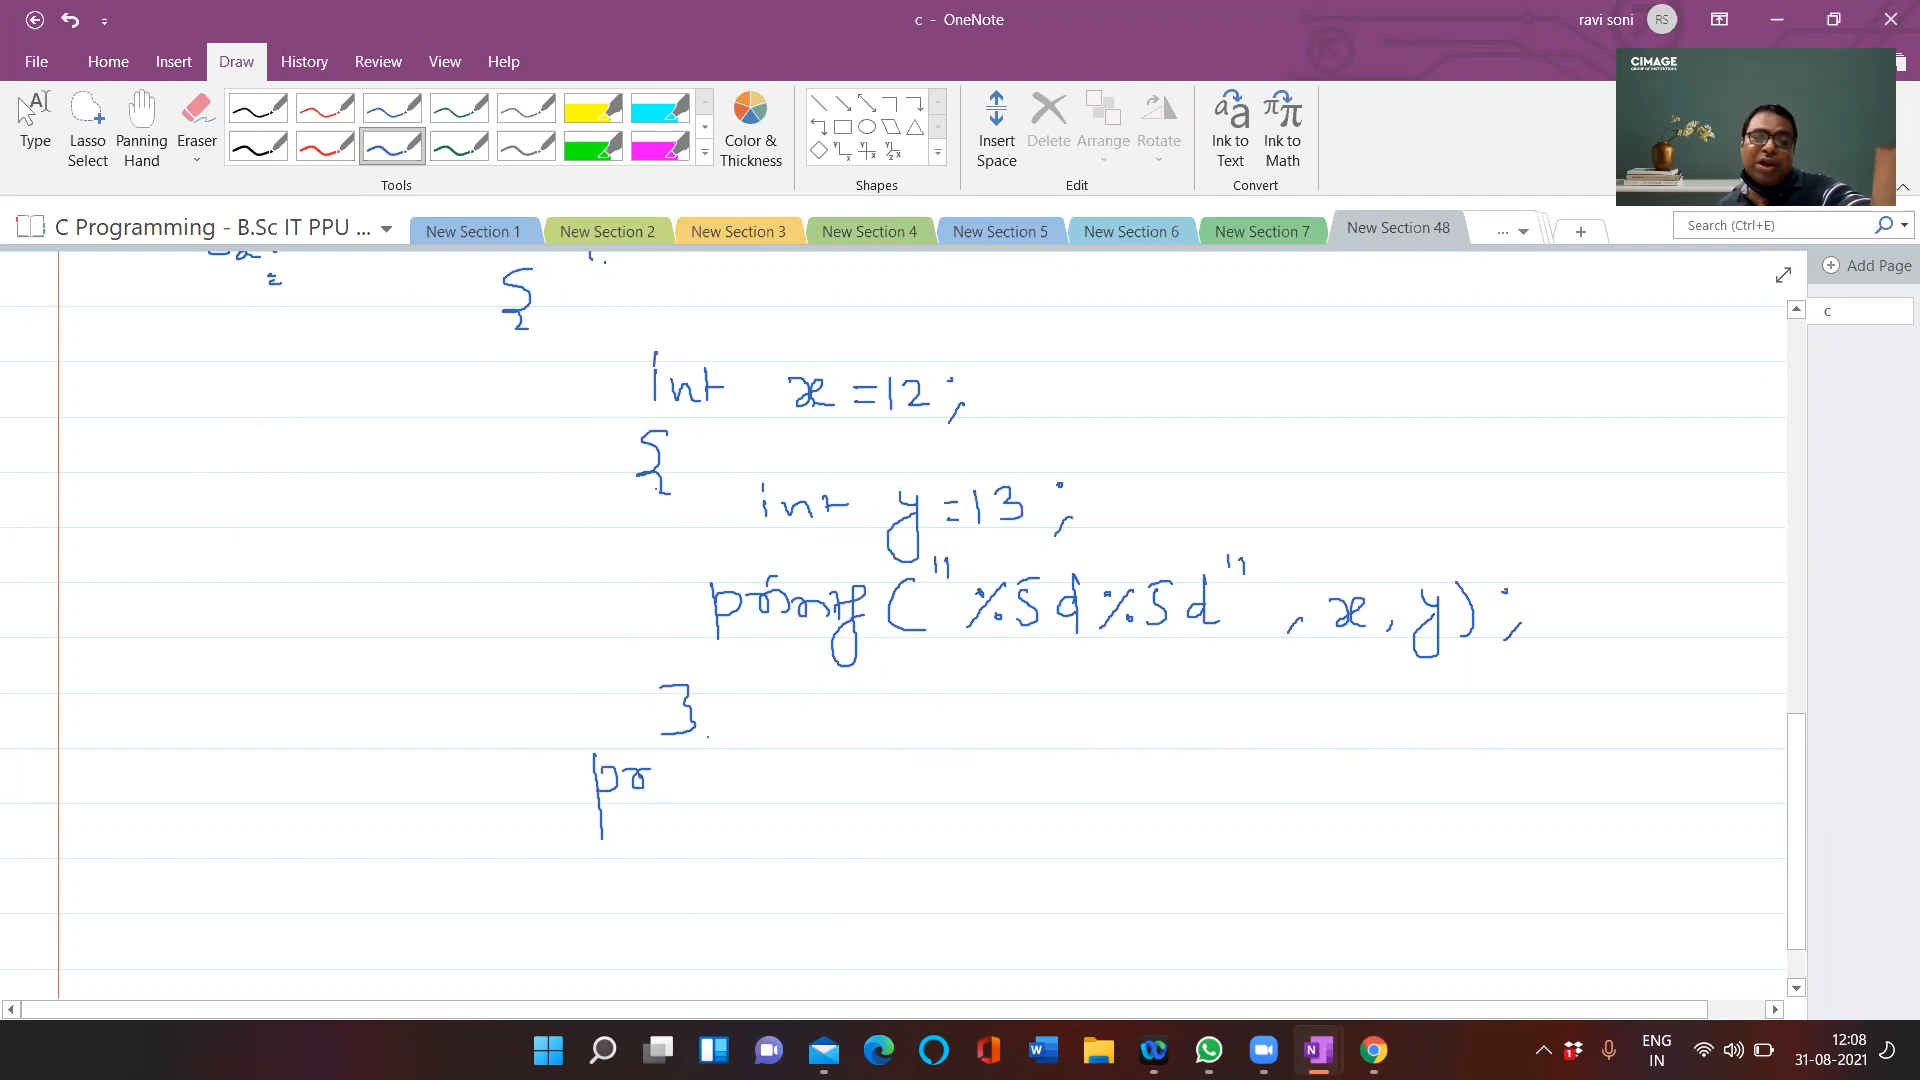 c - OneNote
ravi soni RS
File Home Insert Draw History Review View Help
CIMAGE
GROUP OF INSTITUTIONS
Type Lasso Select Panning Hand Eraser Color & Thickness Insert Space Delete Arrange Rotate Ink to Text Ink to Math
Tools Shapes Edit Convert
C Programming - B.Sc IT PPU ... New Section 1 New Section 2 New Section 3 New Section 4 New Section 5 New Section 6 New Section 7 New Section 48 ... Search (Ctrl+E)
Add Page
c
{
int x = 12 ;
{
int y = 13 ;
printf ( " %5d%5d " , x, y) ;
}
pr
ENG
IN
12:08
31-08-2021